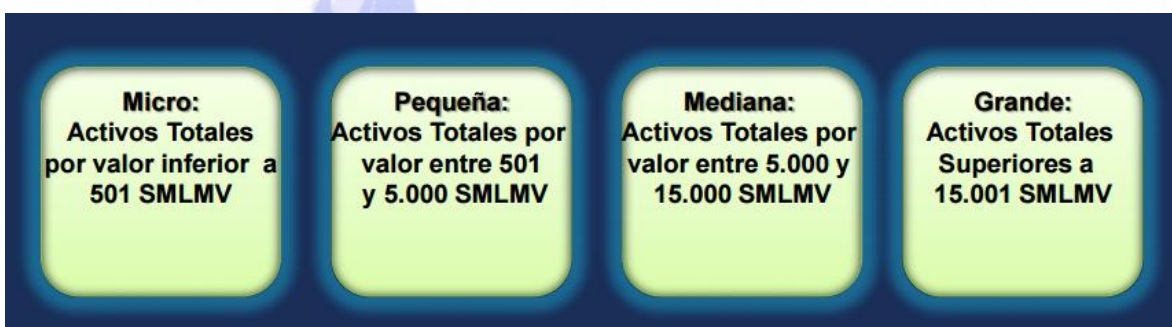 Micro:
Activos Totales
por valor inferior a
501 SMLMV
Pequeña:
Activos Totales por
valor entre 501
y 5.000 SMLMV
Mediana:
Activos Totales por
valor entre 5.000 y
15.000 SMLMV
Grande:
Activos Totales
Superiores a
15.001 SMLMV